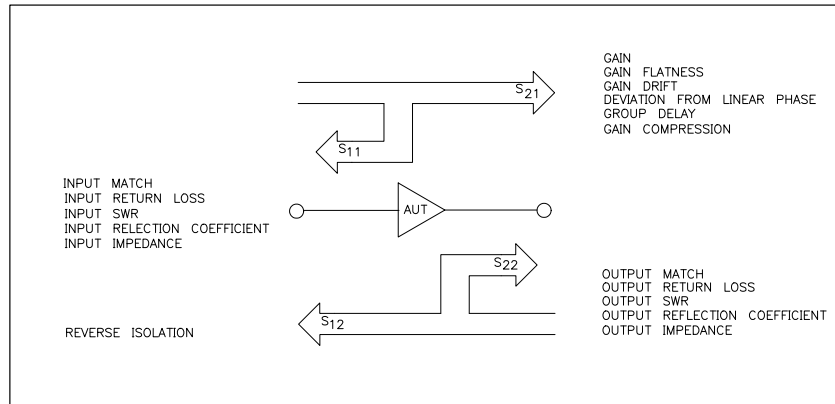 GAIN
GAIN FLATNESS
GAIN DRIFT
DEVIATION FROM LINEAR PHASE
GROUP DELAY
GAIN COMPRESSION
S21
S11
INPUT MATCH
INPUT RETURN LOSS
INPUT SWR
INPUT RELECTION COEFFICIENT
INPUT IMPEDANCE
AUT
S22
S12
OUTPUT MATCH
OUTPUT RETURN LOSS
OUTPUT SWR
OUTPUT REFLECTION COEFFICIENT
OUTPUT IMPEDANCE
REVERSE ISOLATION